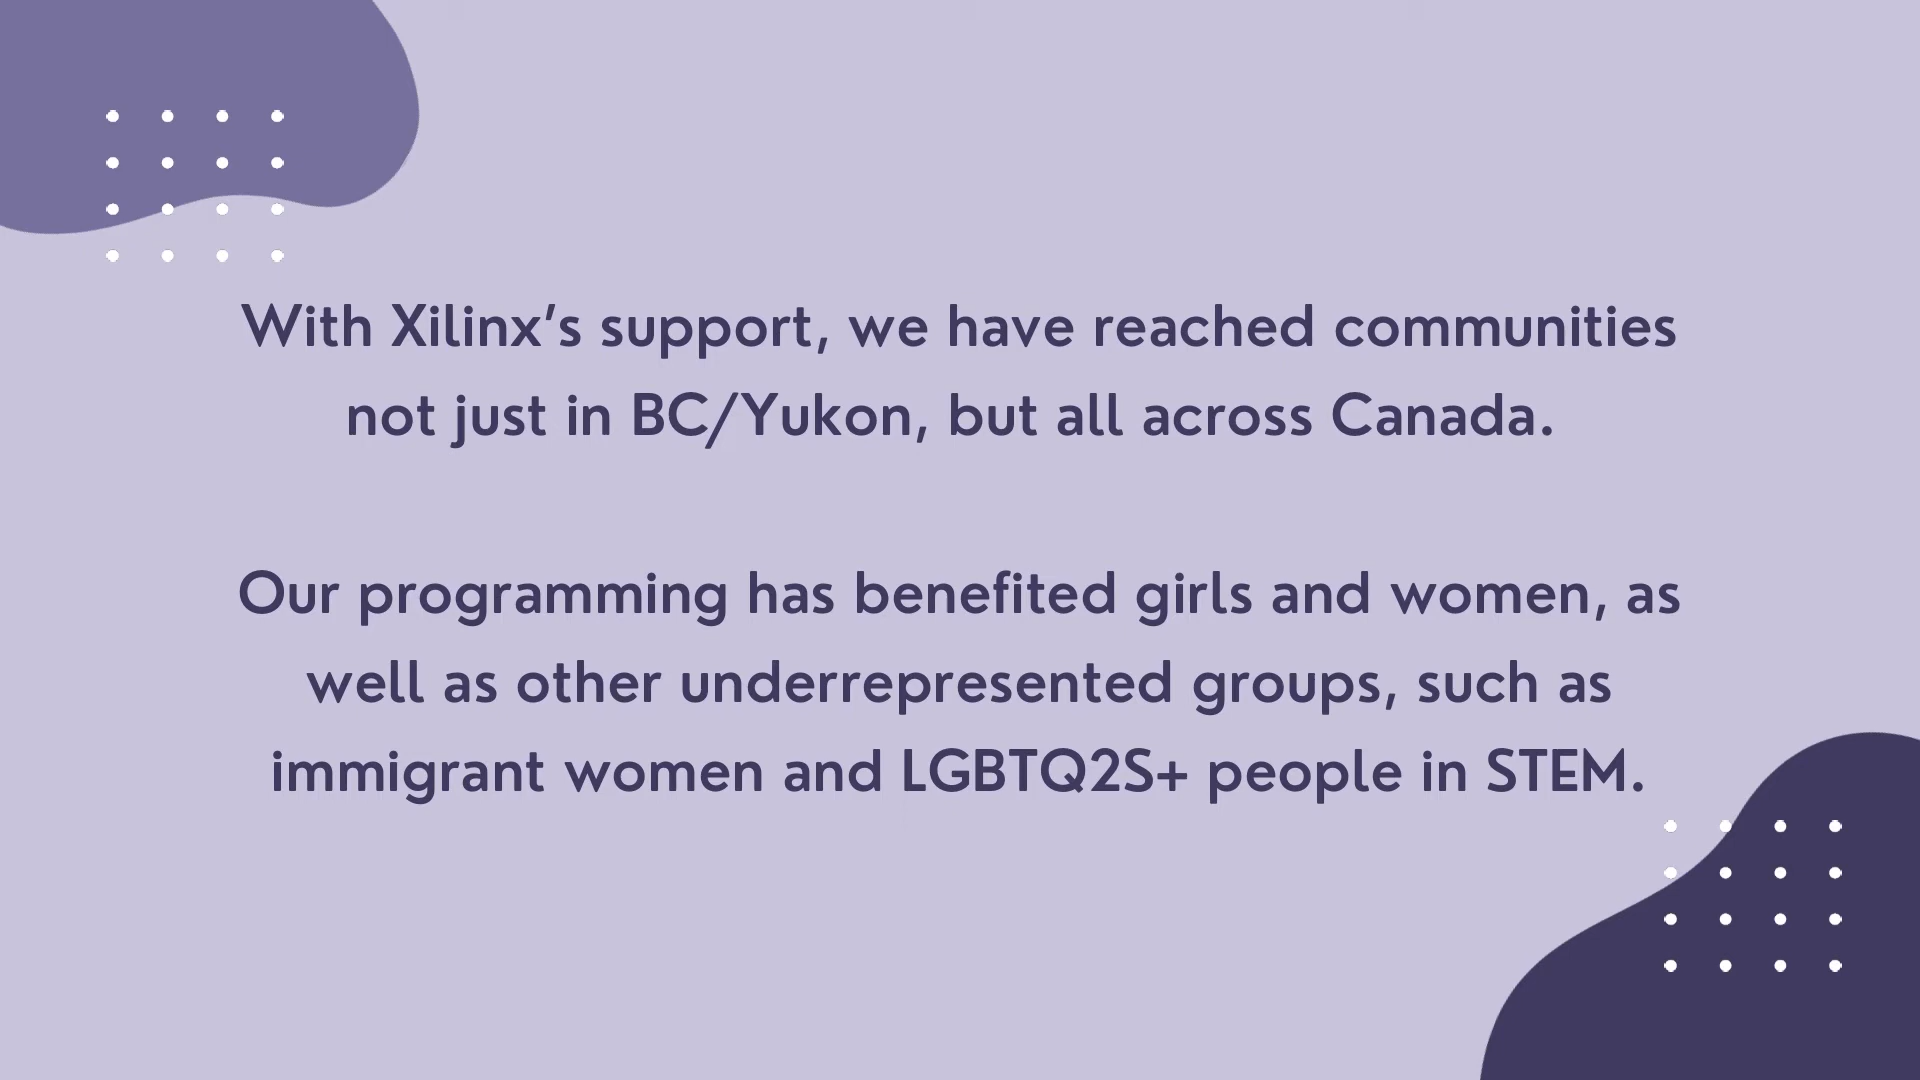 With Xilinx’s support, we have reached communities
not just in BC/Yukon, but all across Canada.
Our programming has benefited girls and women, as
well as other underrepresented groups, such as
immigrant women and LGBTQ2S+ people in STEM.